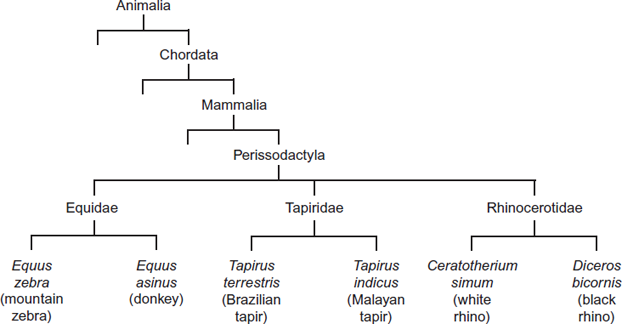 Animalia
Chordata
Mammalia
Perissodactyla
Equidae
Tapiridae
Rhinocerotidae
Equus
zebra
(mountain
zebra)
Equus
asinus
(donkey)
Tapirus
terrestris
(Brazilian
tapir)
Tapirus
indicus
(Malayan
tapir)
Ceratotherium
simum
(white
rhino)
Diceros
bicornis
(black
rhino)